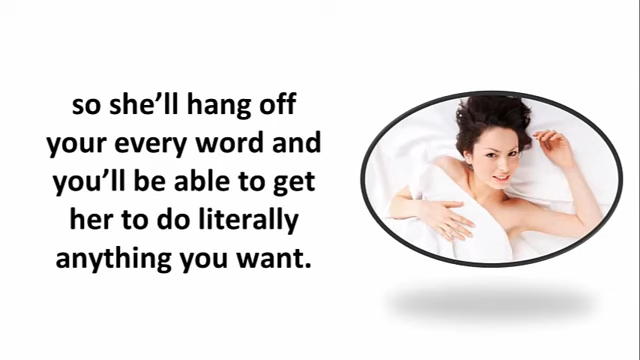 so she’ll hang off
your every word and
you’ll be able to get
her to do literally
anything you want.